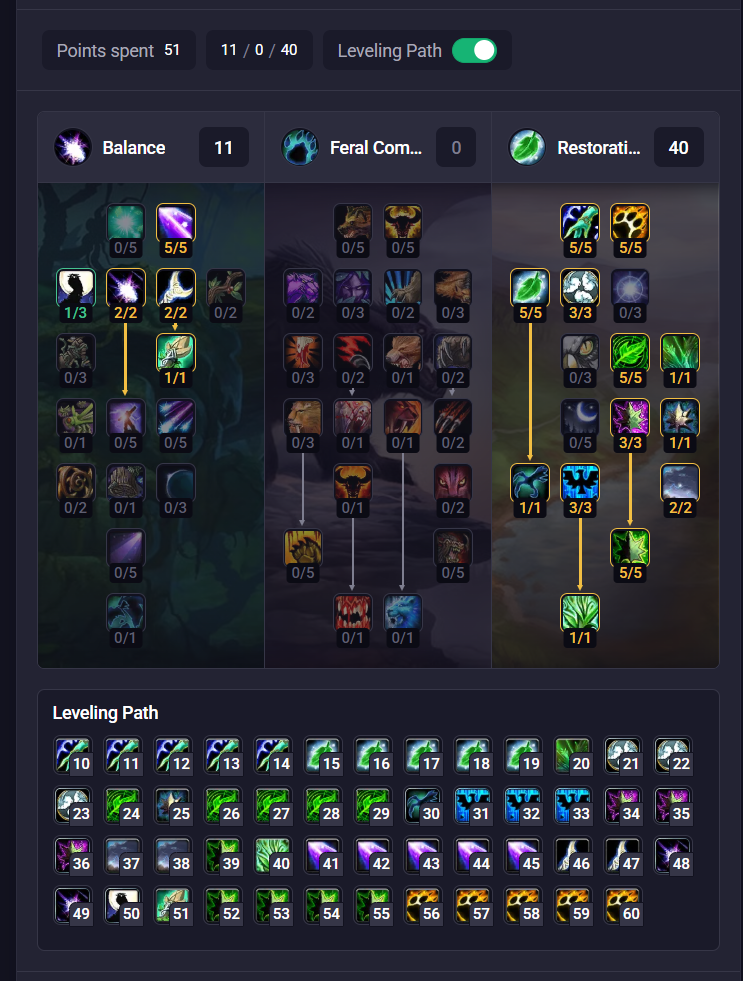 Points spent 51 11 / 0 / 40 Leveling Path
Balance 11 Feral Com... 0 Restorati... 40
0/5 5/5 0/5 0/5 5/5 5/5
1/3 2/2 2/2 0/2 0/2 0/3 0/2 0/3 5/5 3/3 0/3
0/3 1/1 0/3 0/2 0/1 0/2 0/3 5/5 1/1
0/1 0/5 0/5 0/3 0/1 0/1 0/2 0/5 3/3 1/1
0/2 0/1 0/3 0/1 0/2 1/1 3/3 2/2
0/5 0/5 0/5 5/5
0/1 0/1 0/1 1/1
Leveling Path
10 11 12 13 14 15 16 17 18 19 20 21 22
23 24 25 26 27 28 29 30 31 32 33 34 35
36 37 38 39 40 41 42 43 44 45 46 47 48
49 50 51 52 53 54 55 56 57 58 59 60